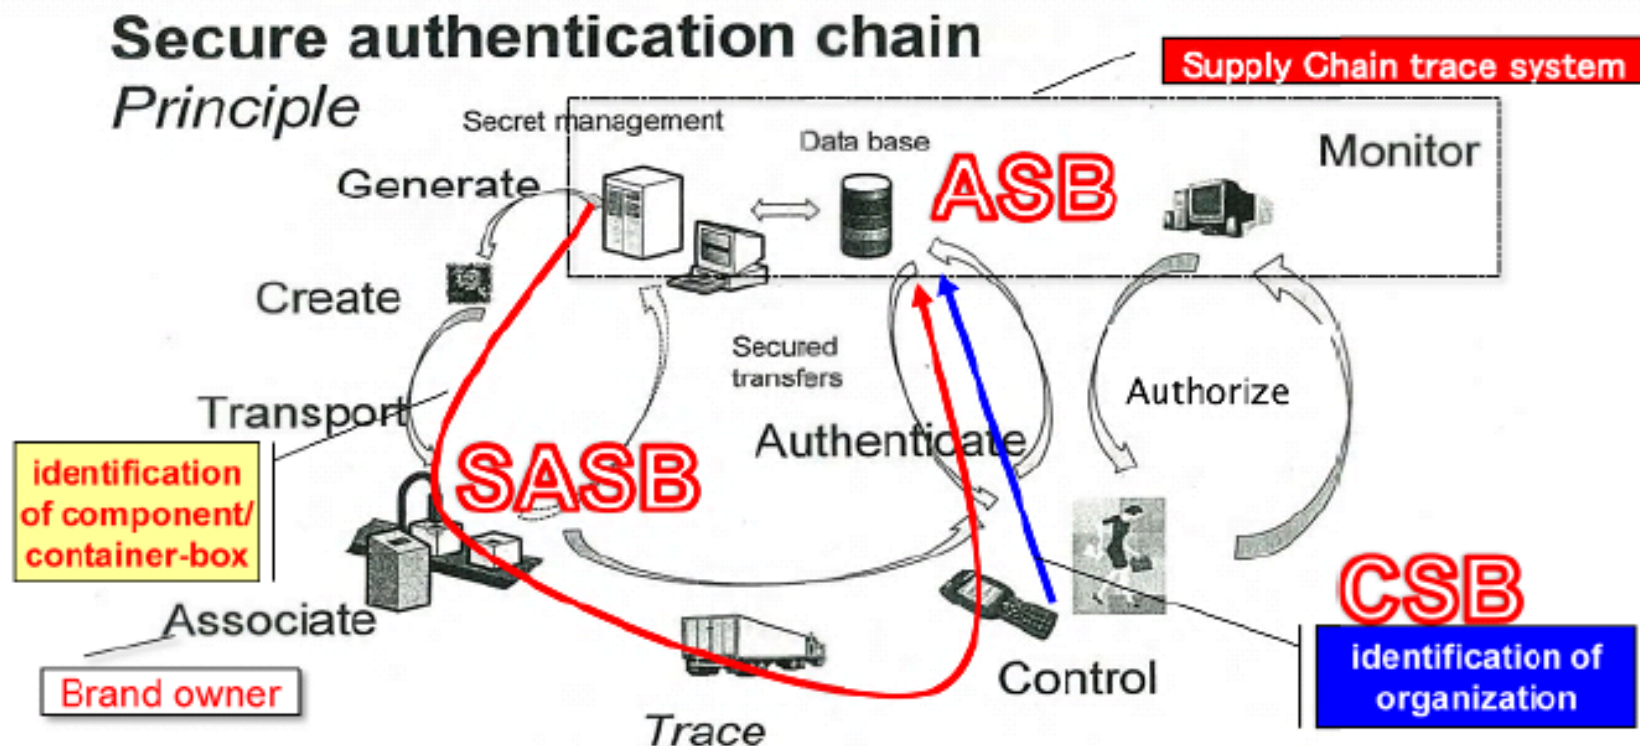 Secure authentication chain
Principle
Supply Chain trace system
Secret management
Data base
ASB
Monitor
Generate
Create
Secured
transfers
Authorize
Transport
Authenticate
identification
of component/
container-box
SASB
CSB
Associate
identification of
organization
Brand owner
Control
Trace